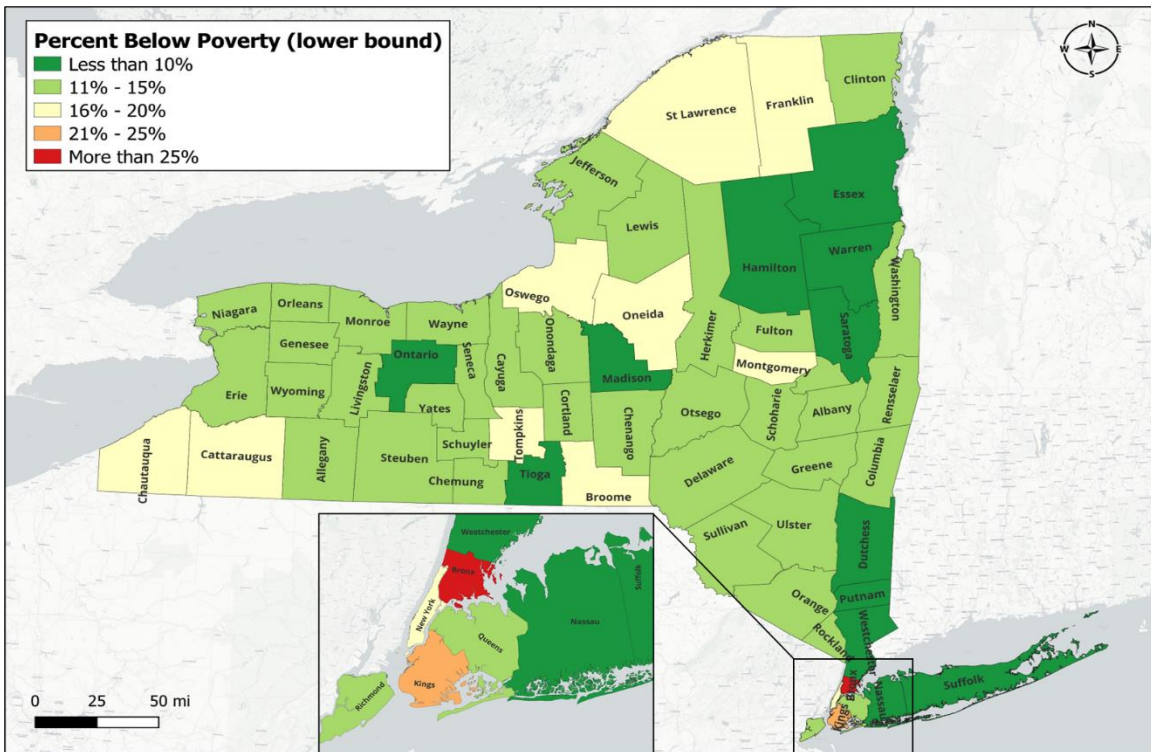 Percent Below Poverty (lower bound)
Less than 10%
11% - 15%
16% - 20%
21% - 25%
More than 25%
N
W E
S
Clinton
Franklin
St Lawrence
Jefferson
Essex
Lewis
Warren
Hamilton
Washington
Oswego
Oneida
Herkimer
Saratoga
Niagara
Orleans
Monroe
Wayne
Onondaga
Fulton
Genesee
Ontario
Seneca
Cayuga
Madison
Montgomery
Erie
Wyoming
Livingston
Yates
Cortland
Chenango
Otsego
Schoharie
Albany
Rensselaer
Chautauqua
Cattaraugus
Allegany
Steuben
Schuyler
Tompkins
Chemung
Tioga
Broome
Delaware
Greene
Columbia
Sullivan
Ulster
Dutchess
Orange
Putnam
Rockland
Westchester
Bronx
Kings
Nassau
Suffolk
Westchester
Bronx
New York
Queens
Kings
Richmond
Nassau
Suffolk
0 25 50 mi